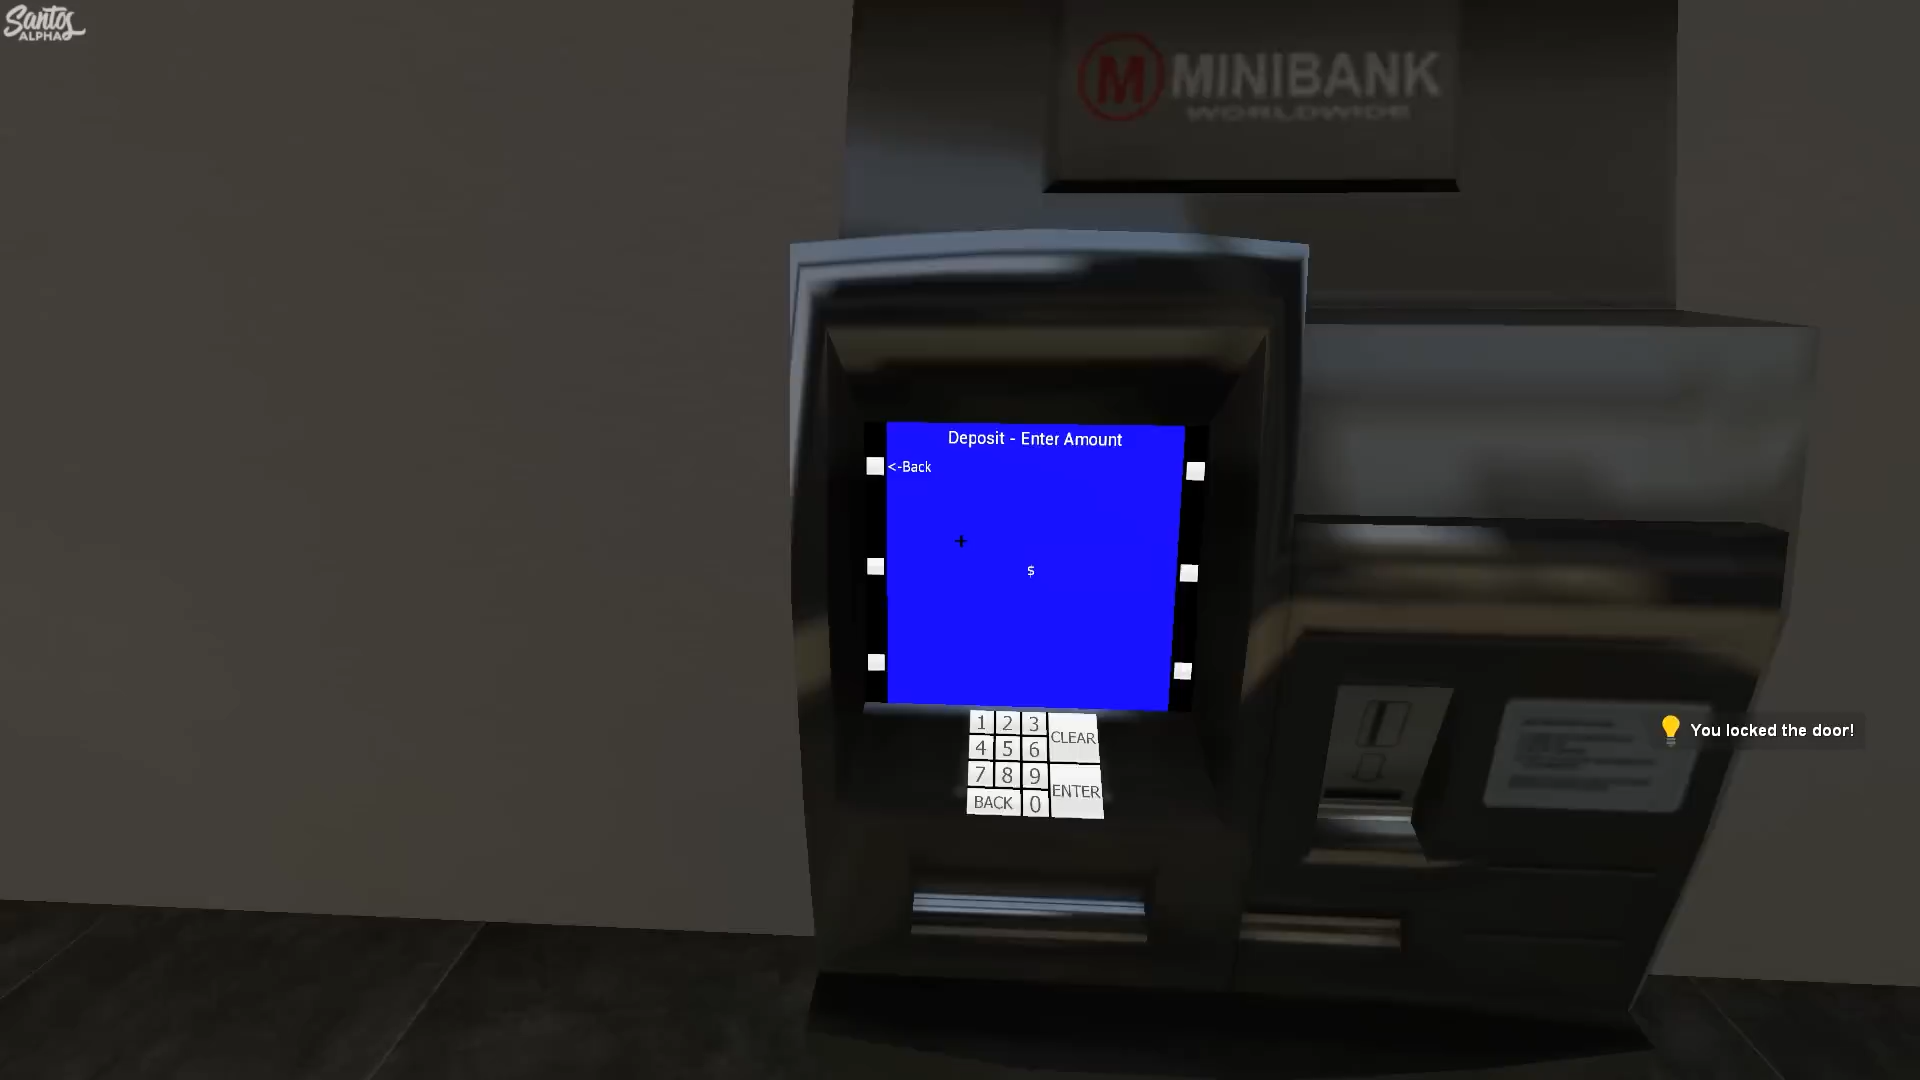 Santos
ALPHA
M MINIBANK
WORLDWIDE
Deposit - Enter Amount
<-Back
$
1 2 3 CLEAR
4 5 6
7 8 9 ENTER
BACK 0
You locked the door!